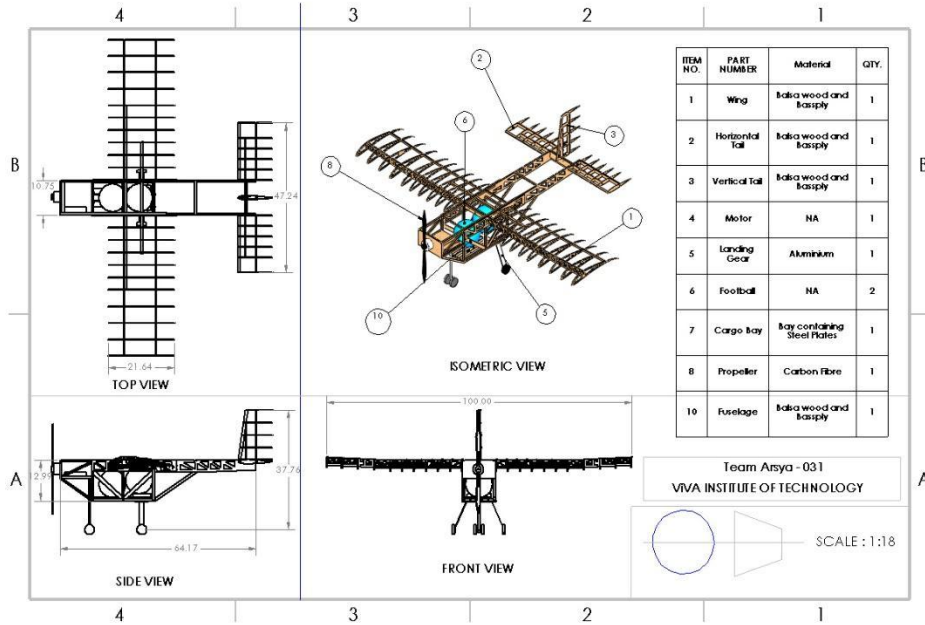 4
3
2
1
B
B
A
A
10.75
47.24
21.64
TOP VIEW
2
6
3
8
1
10
5
ISOMETRIC VIEW
ITEM NO.
PART NUMBER
Material
QTY.
1
Wing
Balsa wood and Bassply
1
2
Horizontal Tail
Balsa wood and Bassply
1
3
Vertical Tail
Balsa wood and Bassply
1
4
Motor
NA
1
5
Landing Gear
Aluminium
1
6
Football
NA
2
7
Cargo Bay
Bay containing Steel Plates
1
8
Propeller
Carbon Fibre
1
10
Fuselage
Balsa wood and Bassply
1
12.99
37.76
64.17
SIDE VIEW
100.00
FRONT VIEW
Team Arsya - 031
VIVA INSTITUTE OF TECHNOLOGY
SCALE : 1:18
4
3
2
1